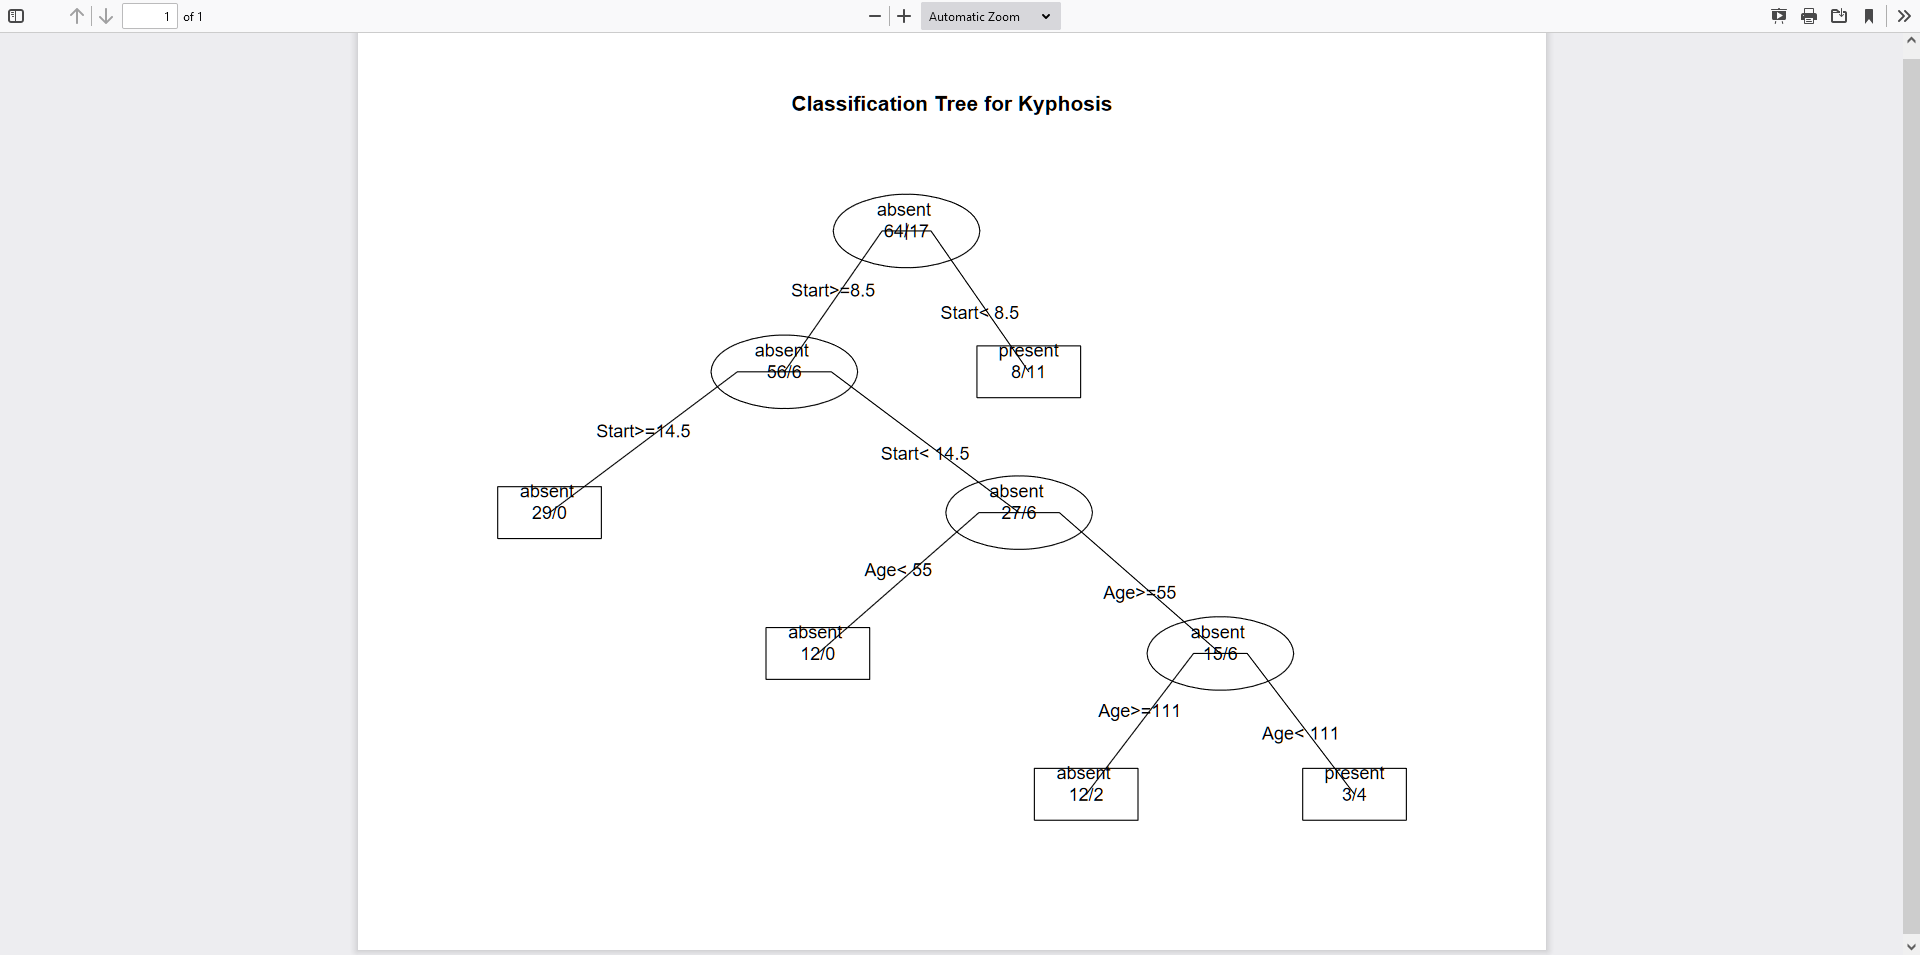 1 of 1 Automatic Zoom
Classification Tree for Kyphosis
absent
64/17
Start>=8.5
Start< 8.5
absent
56/6
present
8/11
Start>=14.5
Start< 14.5
absent
29/0
absent
27/6
Age< 55
Age>=55
absent
12/0
absent
15/6
Age>=111
Age< 111
absent
12/2
present
3/4